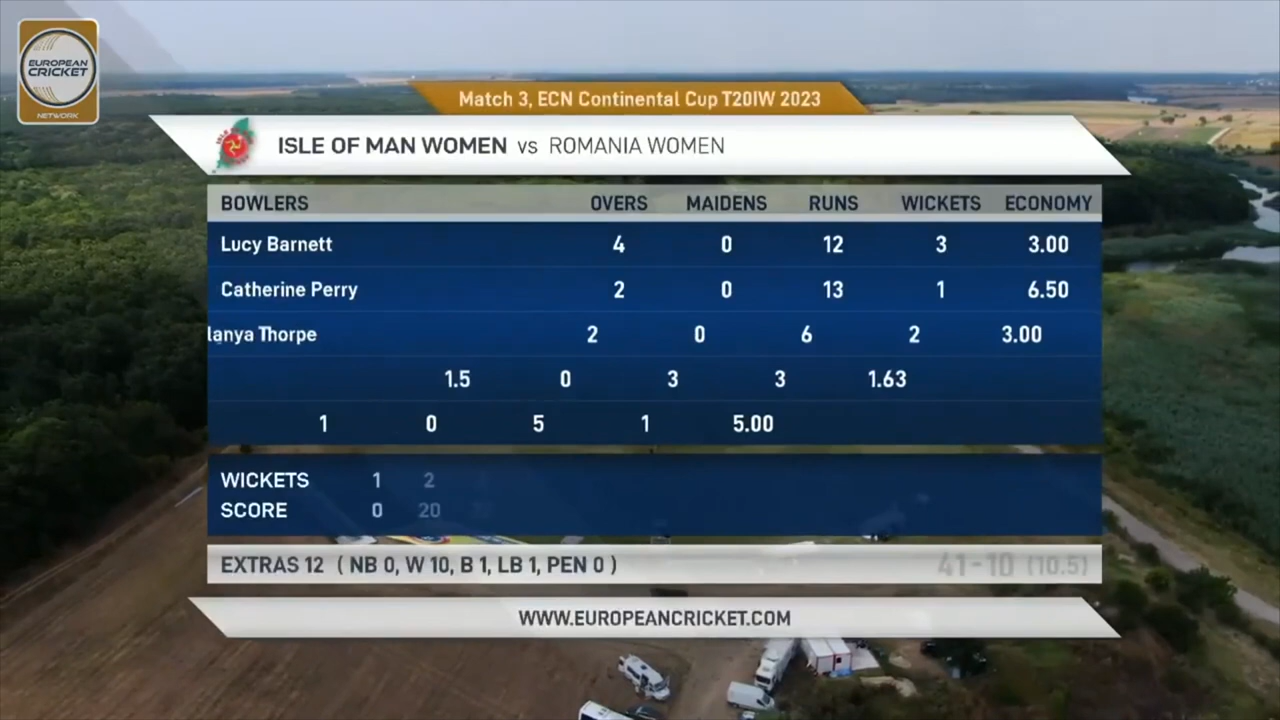 EUROPEAN
CRICKET
NETWORK
Match 3, ECN Continental Cup T20IW 2023
ISLE OF MAN WOMEN vs ROMANIA WOMEN
BOWLERS OVERS MAIDENS RUNS WICKETS ECONOMY
Lucy Barnett 4 0 12 3 3.00
Catherine Perry 2 0 13 1 6.50
lanya Thorpe 2 0 6 2 3.00
1.5 0 3 3 1.63
1 0 5 1 5.00
WICKETS 1 2
SCORE 0 20
EXTRAS 12 ( NB 0, W 10, B 1, LB 1, PEN 0 ) 41-10 (10.5)
WWW.EUROPEANCRICKET.COM